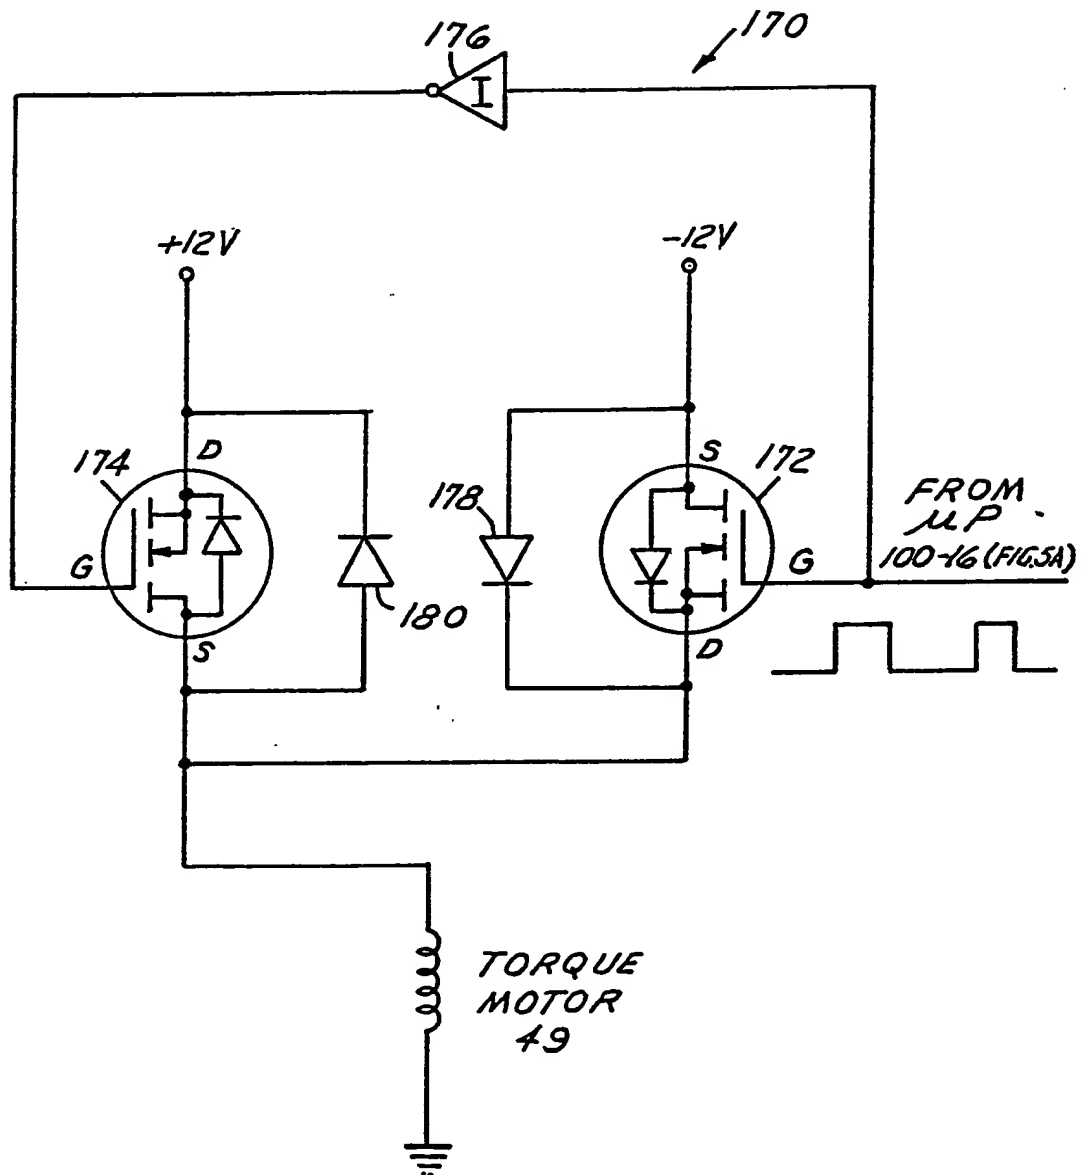 170
176
I
+12V
-12V
174
D
178
S
172
FROM
μP
100-16 (FIG.5A)
G
G
180
S
D
TORQUE
MOTOR
49